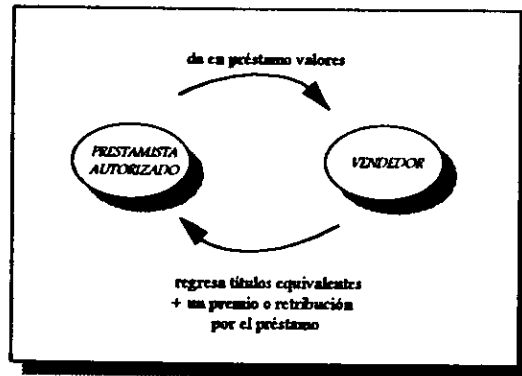 da en préstamo valores
PRESTAMISTA
AUTORIZADO
VENDEDOR
regresa títulos equivalentes
+ un premio o retribución
por el préstamo